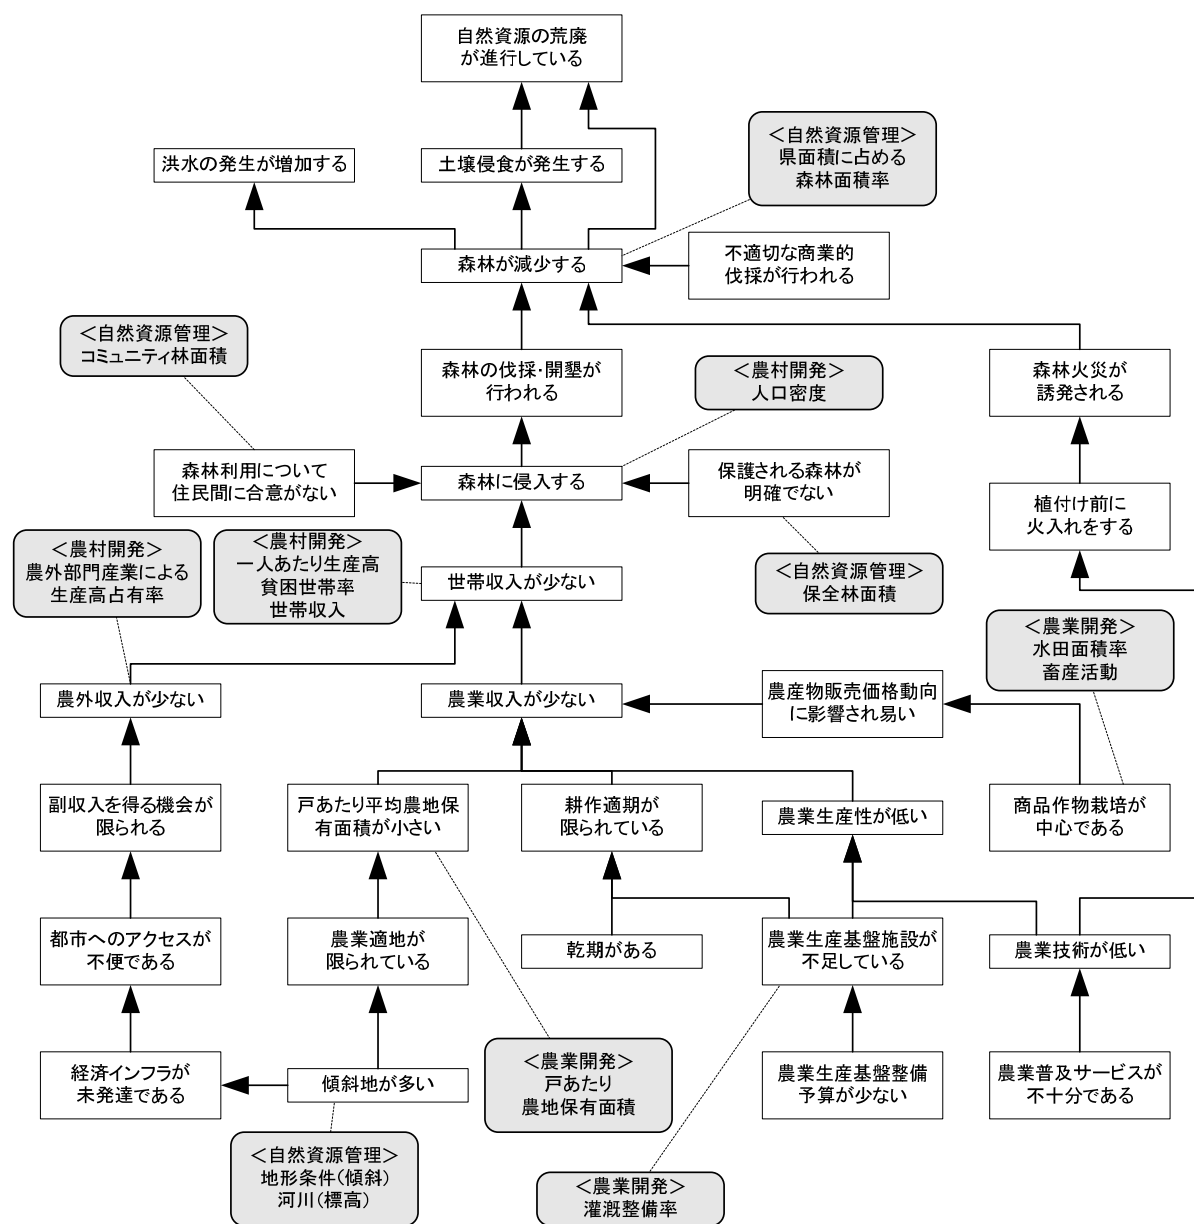 自然資源の荒廃
が進行している
＜自然資源管理＞
県面積に占める
森林面積率
洪水の発生が増加する
土壌侵食が発生する
森林が減少する
不適切な商業的
伐採が行われる
＜自然資源管理＞
コミュニティ林面積
森林の伐採・開墾が
行われる
＜農村開発＞
人口密度
森林火災が
誘発される
森林利用について
住民間に合意がない
森林に侵入する
保護される森林が
明確でない
植付け前に
火入れをする
＜農村開発＞
農外部門産業による
生産高占有率
＜農村開発＞
一人あたり生産高
貧困世帯率
世帯収入
世帯収入が少ない
＜自然資源管理＞
保全林面積
＜農業開発＞
水田面積率
畜産活動
農外収入が少ない
農業収入が少ない
農産物販売価格動向
に影響され易い
副収入を得る機会が
限られる
戸あたり平均農地保
有面積が小さい
耕作適期が
限られている
農業生産性が低い
商品作物栽培が
中心である
都市へのアクセスが
不便である
農業適地が
限られている
乾期がある
農業生産基盤施設が
不足している
農業技術が低い
経済インフラが
未発達である
傾斜地が多い
＜農業開発＞
戸あたり
農地保有面積
農業生産基盤整備
予算が少ない
農業普及サービスが
不十分である
＜自然資源管理＞
地形条件（傾斜）
河川（標高）
＜農業開発＞
灌漑整備率